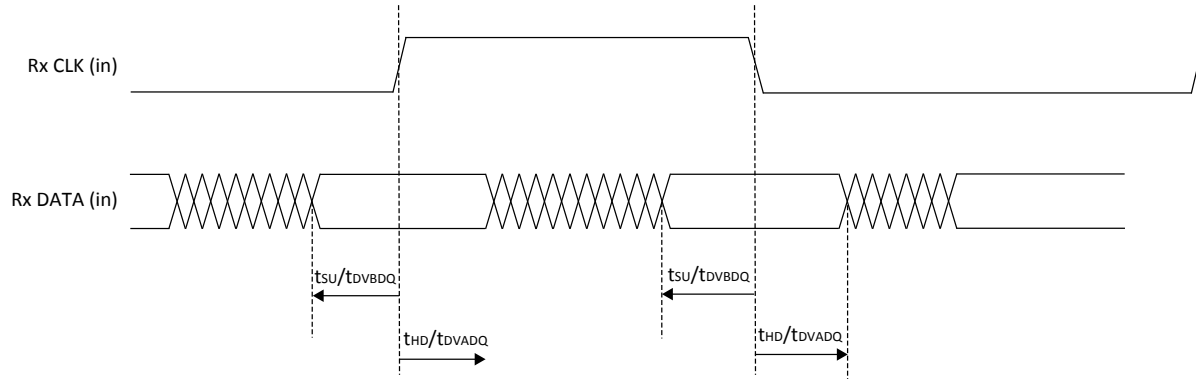 Rx CLK (in)
Rx DATA (in)
tSU/tDVBDQ
tSU/tDVBDQ
tHD/tDVADQ
tHD/tDVADQ